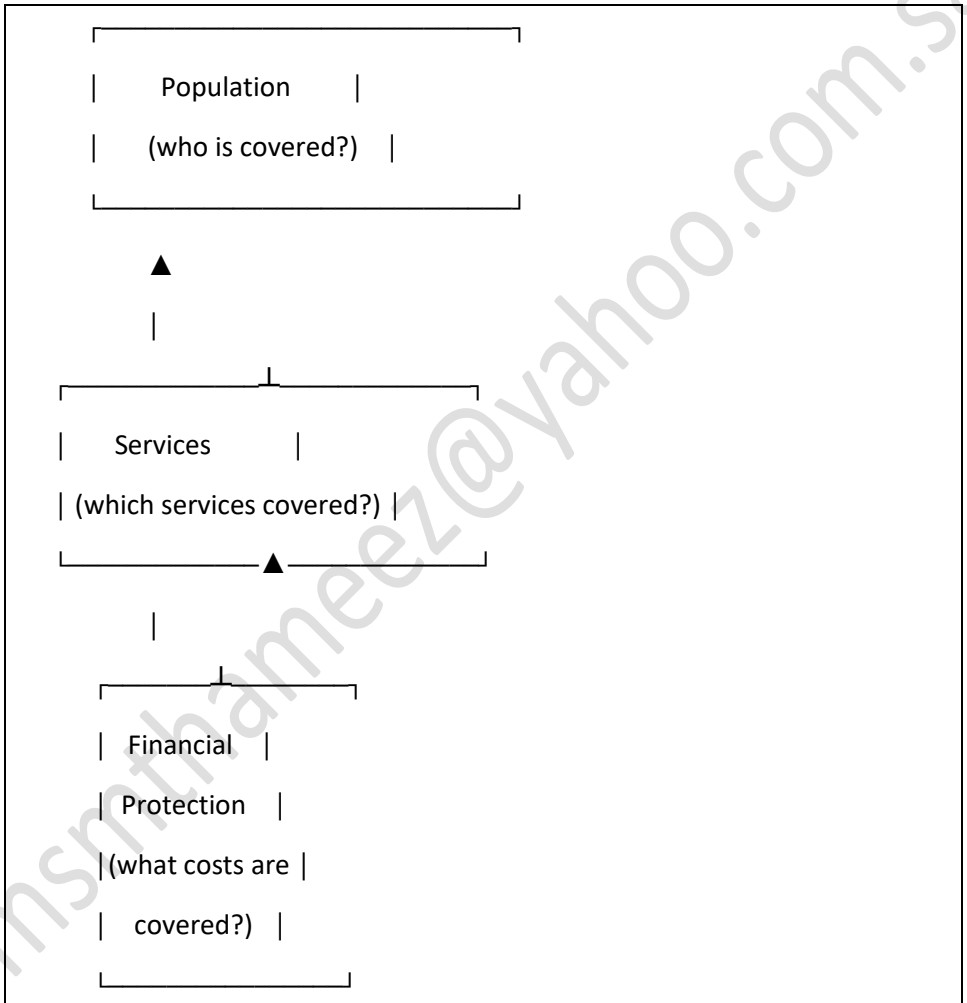 Population
(who is covered?)
Services
(which services covered?)
Financial
Protection
(what costs are
covered?)
msmthameez@yahoo.com.s